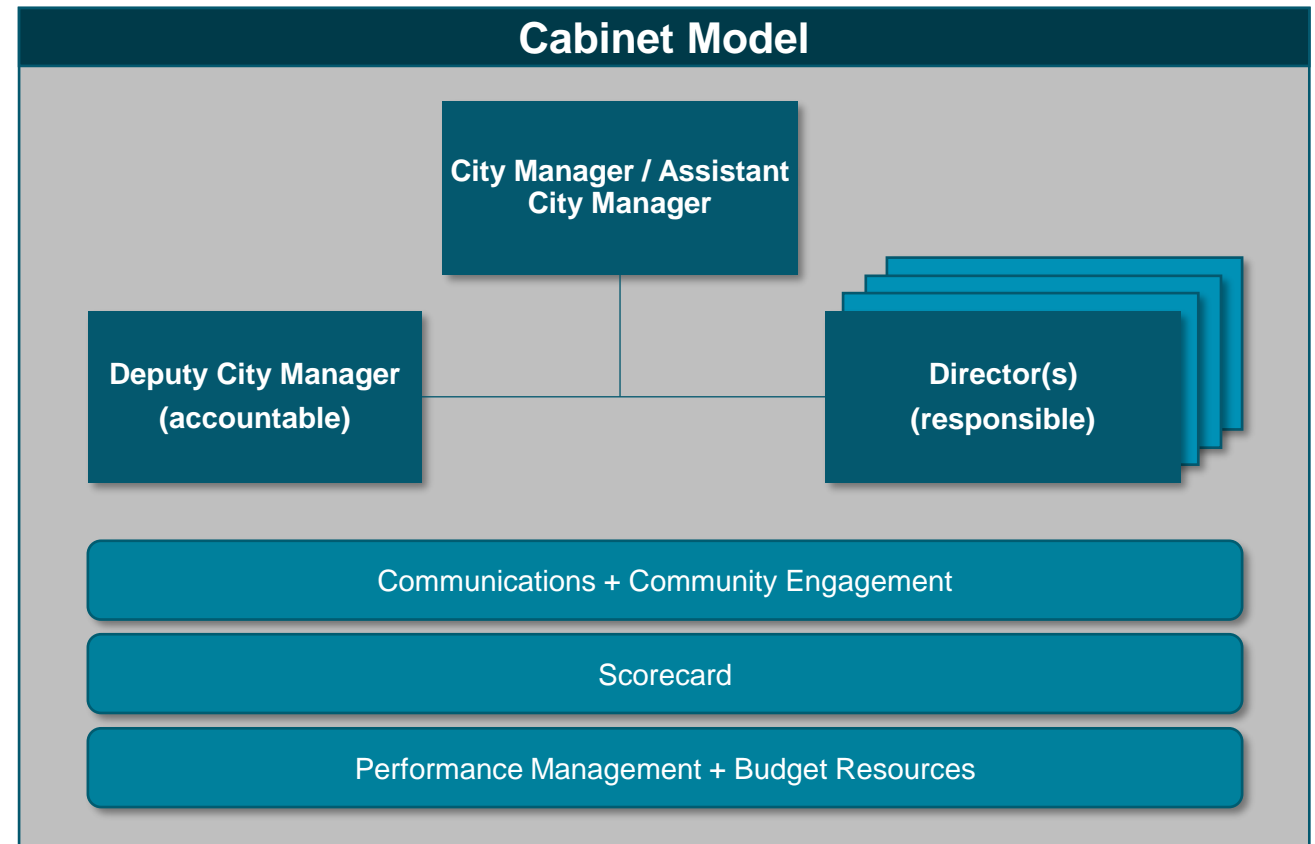 Cabinet Model
City Manager / Assistant
City Manager
Deputy City Manager
(accountable)
Director(s)
(responsible)
Communications + Community Engagement
Scorecard
Performance Management + Budget Resources